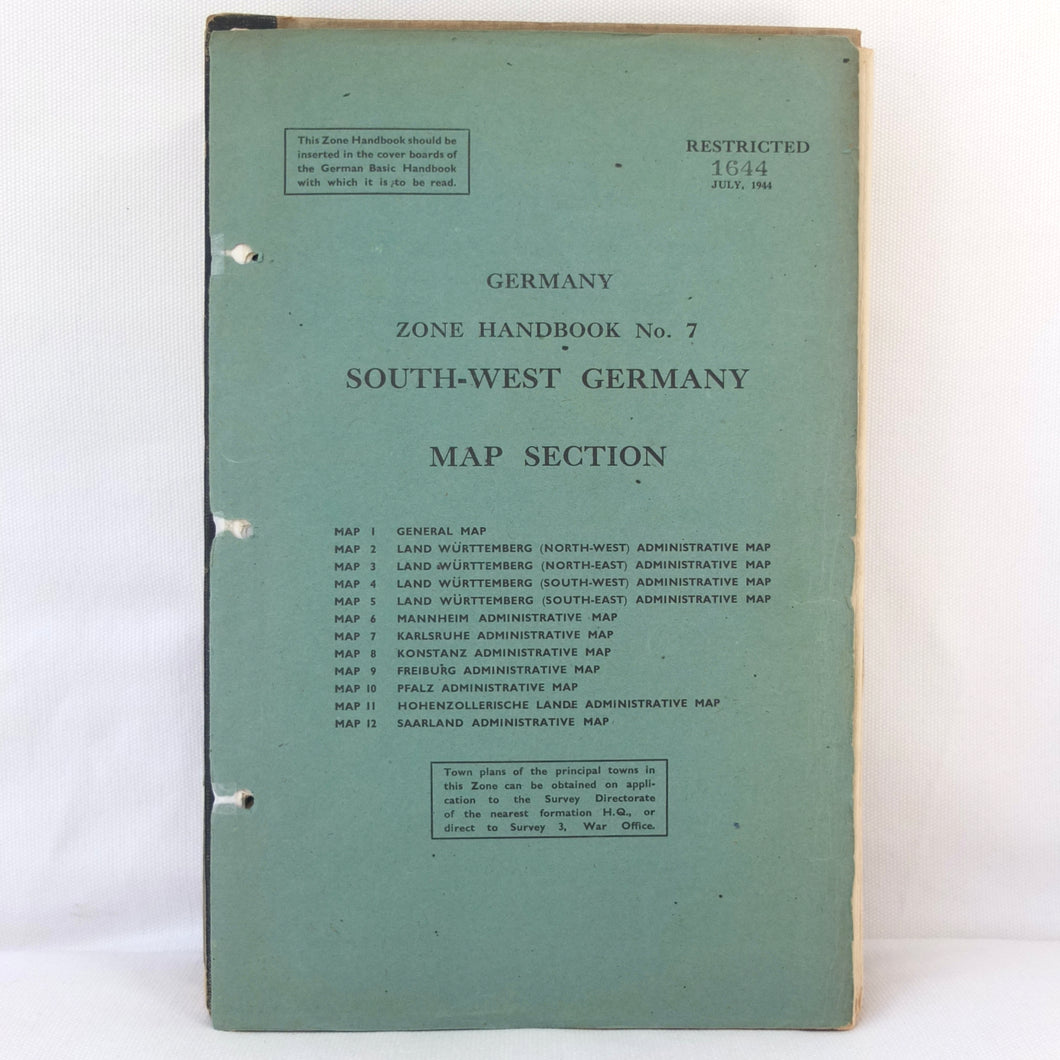 This Zone Handbook should be
inserted in the cover boards of
the German Basic Handbook
with which it is to be read.
RESTRICTED
1644
JULY, 1944
GERMANY
ZONE HANDBOOK No. 7
SOUTH-WEST GERMANY
MAP SECTION
MAP 1 GENERAL MAP
MAP 2 LAND WÜRTTEMBERG (NORTH-WEST) ADMINISTRATIVE MAP
MAP 3 LAND WÜRTTEMBERG (NORTH-EAST) ADMINISTRATIVE MAP
MAP 4 LAND WÜRTTEMBERG (SOUTH-WEST) ADMINISTRATIVE MAP
MAP 5 LAND WÜRTTEMBERG (SOUTH-EAST) ADMINISTRATIVE MAP
MAP 6 MANNHEIM ADMINISTRATIVE MAP
MAP 7 KARLSRUHE ADMINISTRATIVE MAP
MAP 8 KONSTANZ ADMINISTRATIVE MAP
MAP 9 FREIBURG ADMINISTRATIVE MAP
MAP 10 PFALZ ADMINISTRATIVE MAP
MAP 11 HOHENZOLLERISCHE LANDE ADMINISTRATIVE MAP
MAP 12 SAARLAND ADMINISTRATIVE MAP
Town plans of the principal towns in
this Zone can be obtained on appli-
cation to the Survey Directorate
of the nearest formation H.Q., or
direct to Survey 3, War Office.